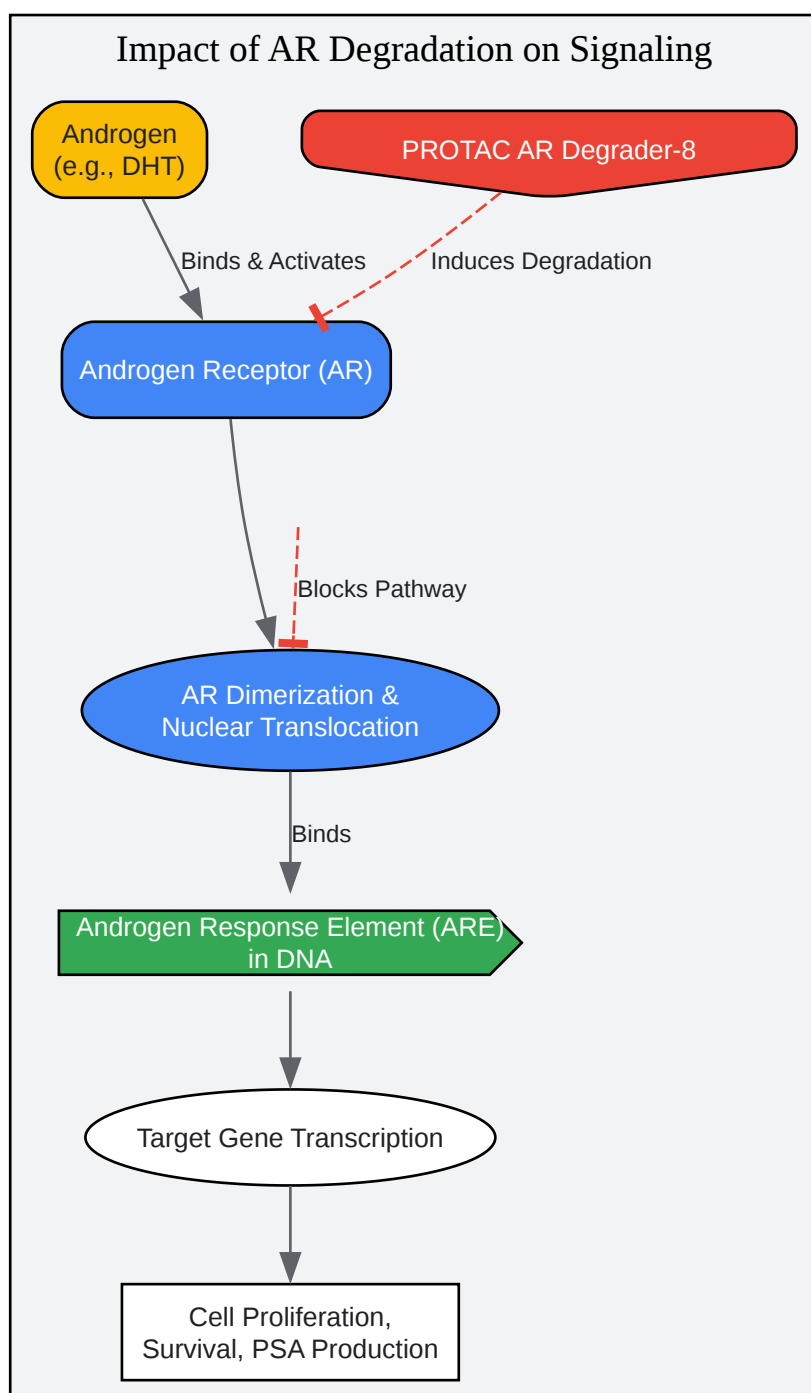 Impact of AR Degradation on Signaling
Androgen
(e.g., DHT)
PROTAC AR Degrader-8
Binds & Activates
Induces Degradation
Androgen Receptor (AR)
Blocks Pathway
AR Dimerization &
Nuclear Translocation
Binds
Androgen Response Element (ARE)
in DNA
Target Gene Transcription
Cell Proliferation,
Survival, PSA Production